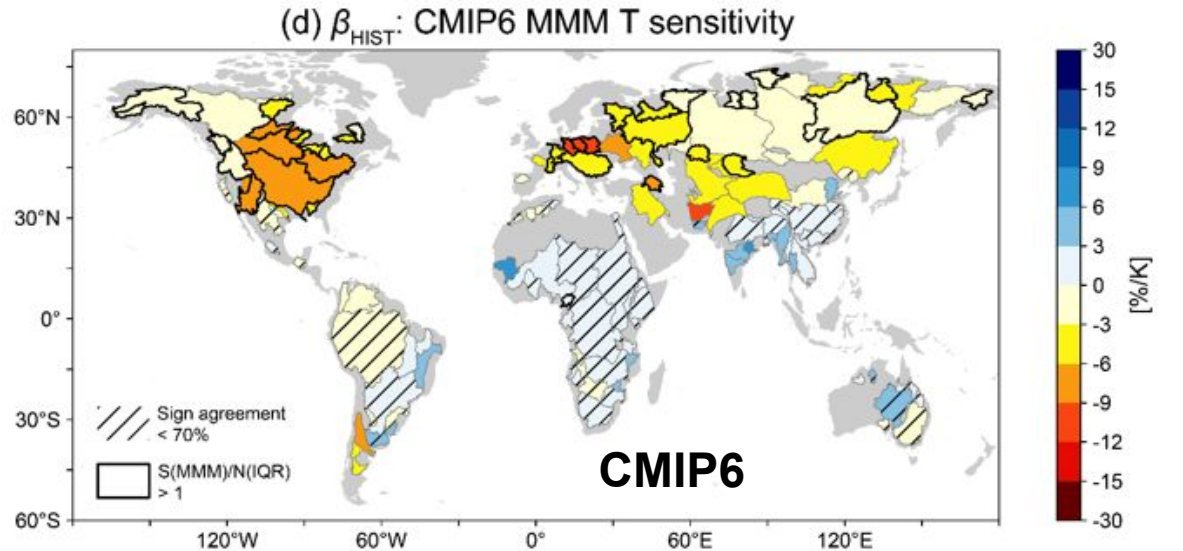 (d) βHIST: CMIP6 MMM T sensitivity
60°N
30°N
0°
30°S
60°S
120°W
60°W
0°
60°E
120°E
Sign agreement
< 70%
S(MMM)/N(IQR)
> 1
CMIP6
30
15
12
9
6
3
0
-3
-6
-9
-12
-15
-30
[%/K]